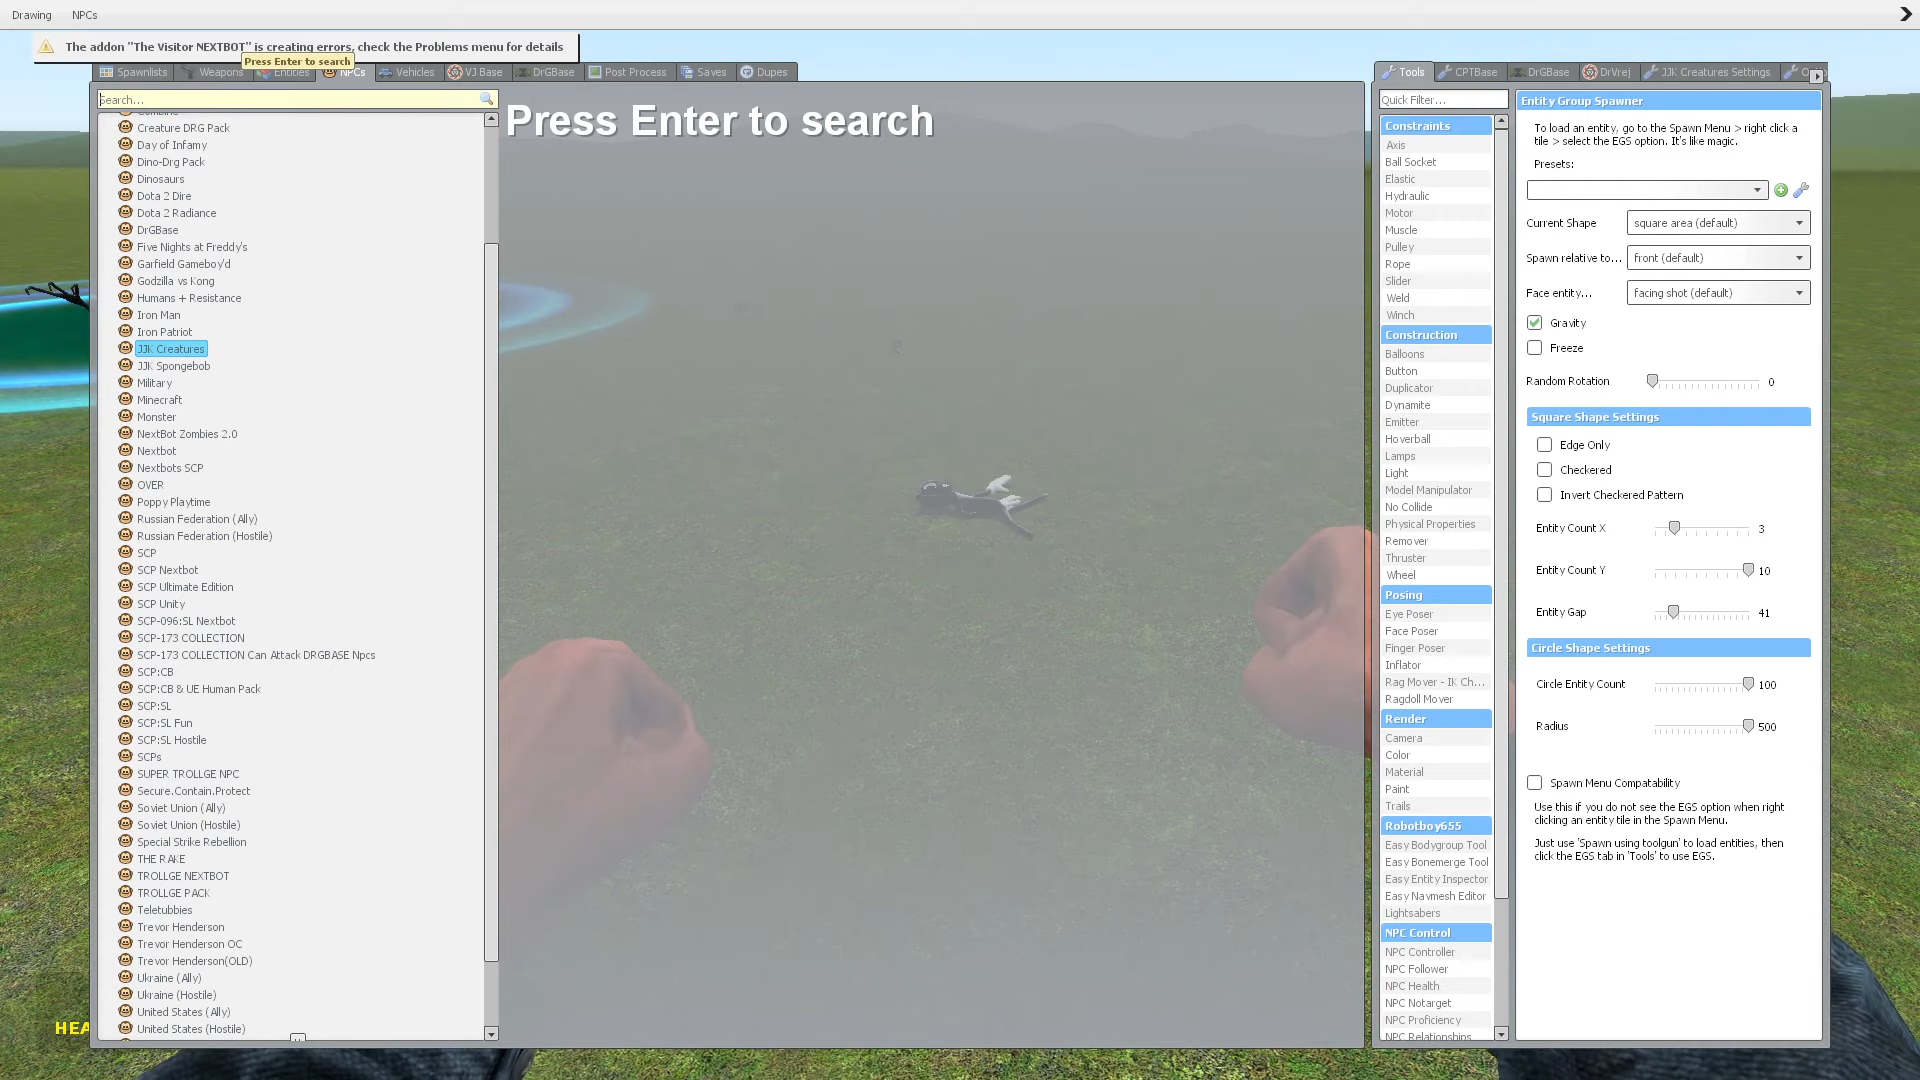 Drawing NPCs
The addon "The Visitor NEXTBOT" is creating errors, check the Problems menu for details
Press Enter to search
Spawnlists Weapons Entities NPCs Vehicles VJ Base DrGBase Post Process Saves Dupes
Search...
Press Enter to search
Combine
Creature DRG Pack
Day of Infamy
Dino-Drg Pack
Dinosaurs
Dota 2 Dire
Dota 2 Radiance
DrGBase
Five Nights at Freddy's
Garfield Gameboy'd
Godzilla vs Kong
Humans + Resistance
Iron Man
Iron Patriot
JJK Creatures
JJK Spongebob
Military
Minecraft
Monster
NextBot Zombies 2.0
Nextbot
Nextbots SCP
OVER
Poppy Playtime
Russian Federation (Ally)
Russian Federation (Hostile)
SCP
SCP Nextbot
SCP Ultimate Edition
SCP Unity
SCP-096:SL Nextbot
SCP-173 COLLECTION
SCP-173 COLLECTION Can Attack DRGBASE Npcs
SCP:CB
SCP:CB & UE Human Pack
SCP:SL
SCP:SL Fun
SCP:SL Hostile
SCPs
SUPER TROLLGE NPC
Secure.Contain.Protect
Soviet Union (Ally)
Soviet Union (Hostile)
Special Strike Rebellion
THE RAKE
TROLLGE NEXTBOT
TROLLGE PACK
Teletubbies
Trevor Henderson
Trevor Henderson OC
Trevor Henderson(OLD)
Ukraine (Ally)
Ukraine (Hostile)
United States (Ally)
United States (Hostile)
HEA
Tools CPTBase DrGBase DrVrej JJK Creatures Settings
Quick Filter...
Constraints
Axis
Ball Socket
Elastic
Hydraulic
Motor
Muscle
Pulley
Rope
Slider
Weld
Winch
Construction
Balloons
Button
Duplicator
Dynamite
Emitter
Hoverball
Lamps
Light
Model Manipulator
No Collide
Physical Properties
Remover
Thruster
Wheel
Posing
Eye Poser
Face Poser
Finger Poser
Inflator
Rag Mover - IK Ch...
Ragdoll Mover
Render
Camera
Color
Material
Paint
Trails
Robotboy655
Easy Bodygroup Tool
Easy Bonemerge Tool
Easy Entity Inspector
Easy Navmesh Editor
Lightsabers
NPC Control
NPC Controller
NPC Follower
NPC Health
NPC Notarget
NPC Proficiency
NPC Relationships
Entity Group Spawner
To load an entity, go to the Spawn Menu > right click a
tile > select the EGS option. It's like magic.
Presets:
Current Shape square area (default)
Spawn relative to... front (default)
Face entity... facing shot (default)
Gravity
Freeze
Random Rotation 0
Square Shape Settings
Edge Only
Checkered
Invert Checkered Pattern
Entity Count X 3
Entity Count Y 10
Entity Gap 41
Circle Shape Settings
Circle Entity Count 100
Radius 500
Spawn Menu Compatability
Use this if you do not see the EGS option when right
clicking an entity tile in the Spawn Menu.
Just use 'Spawn using toolgun' to load entities, then
click the EGS tab in 'Tools' to use EGS.